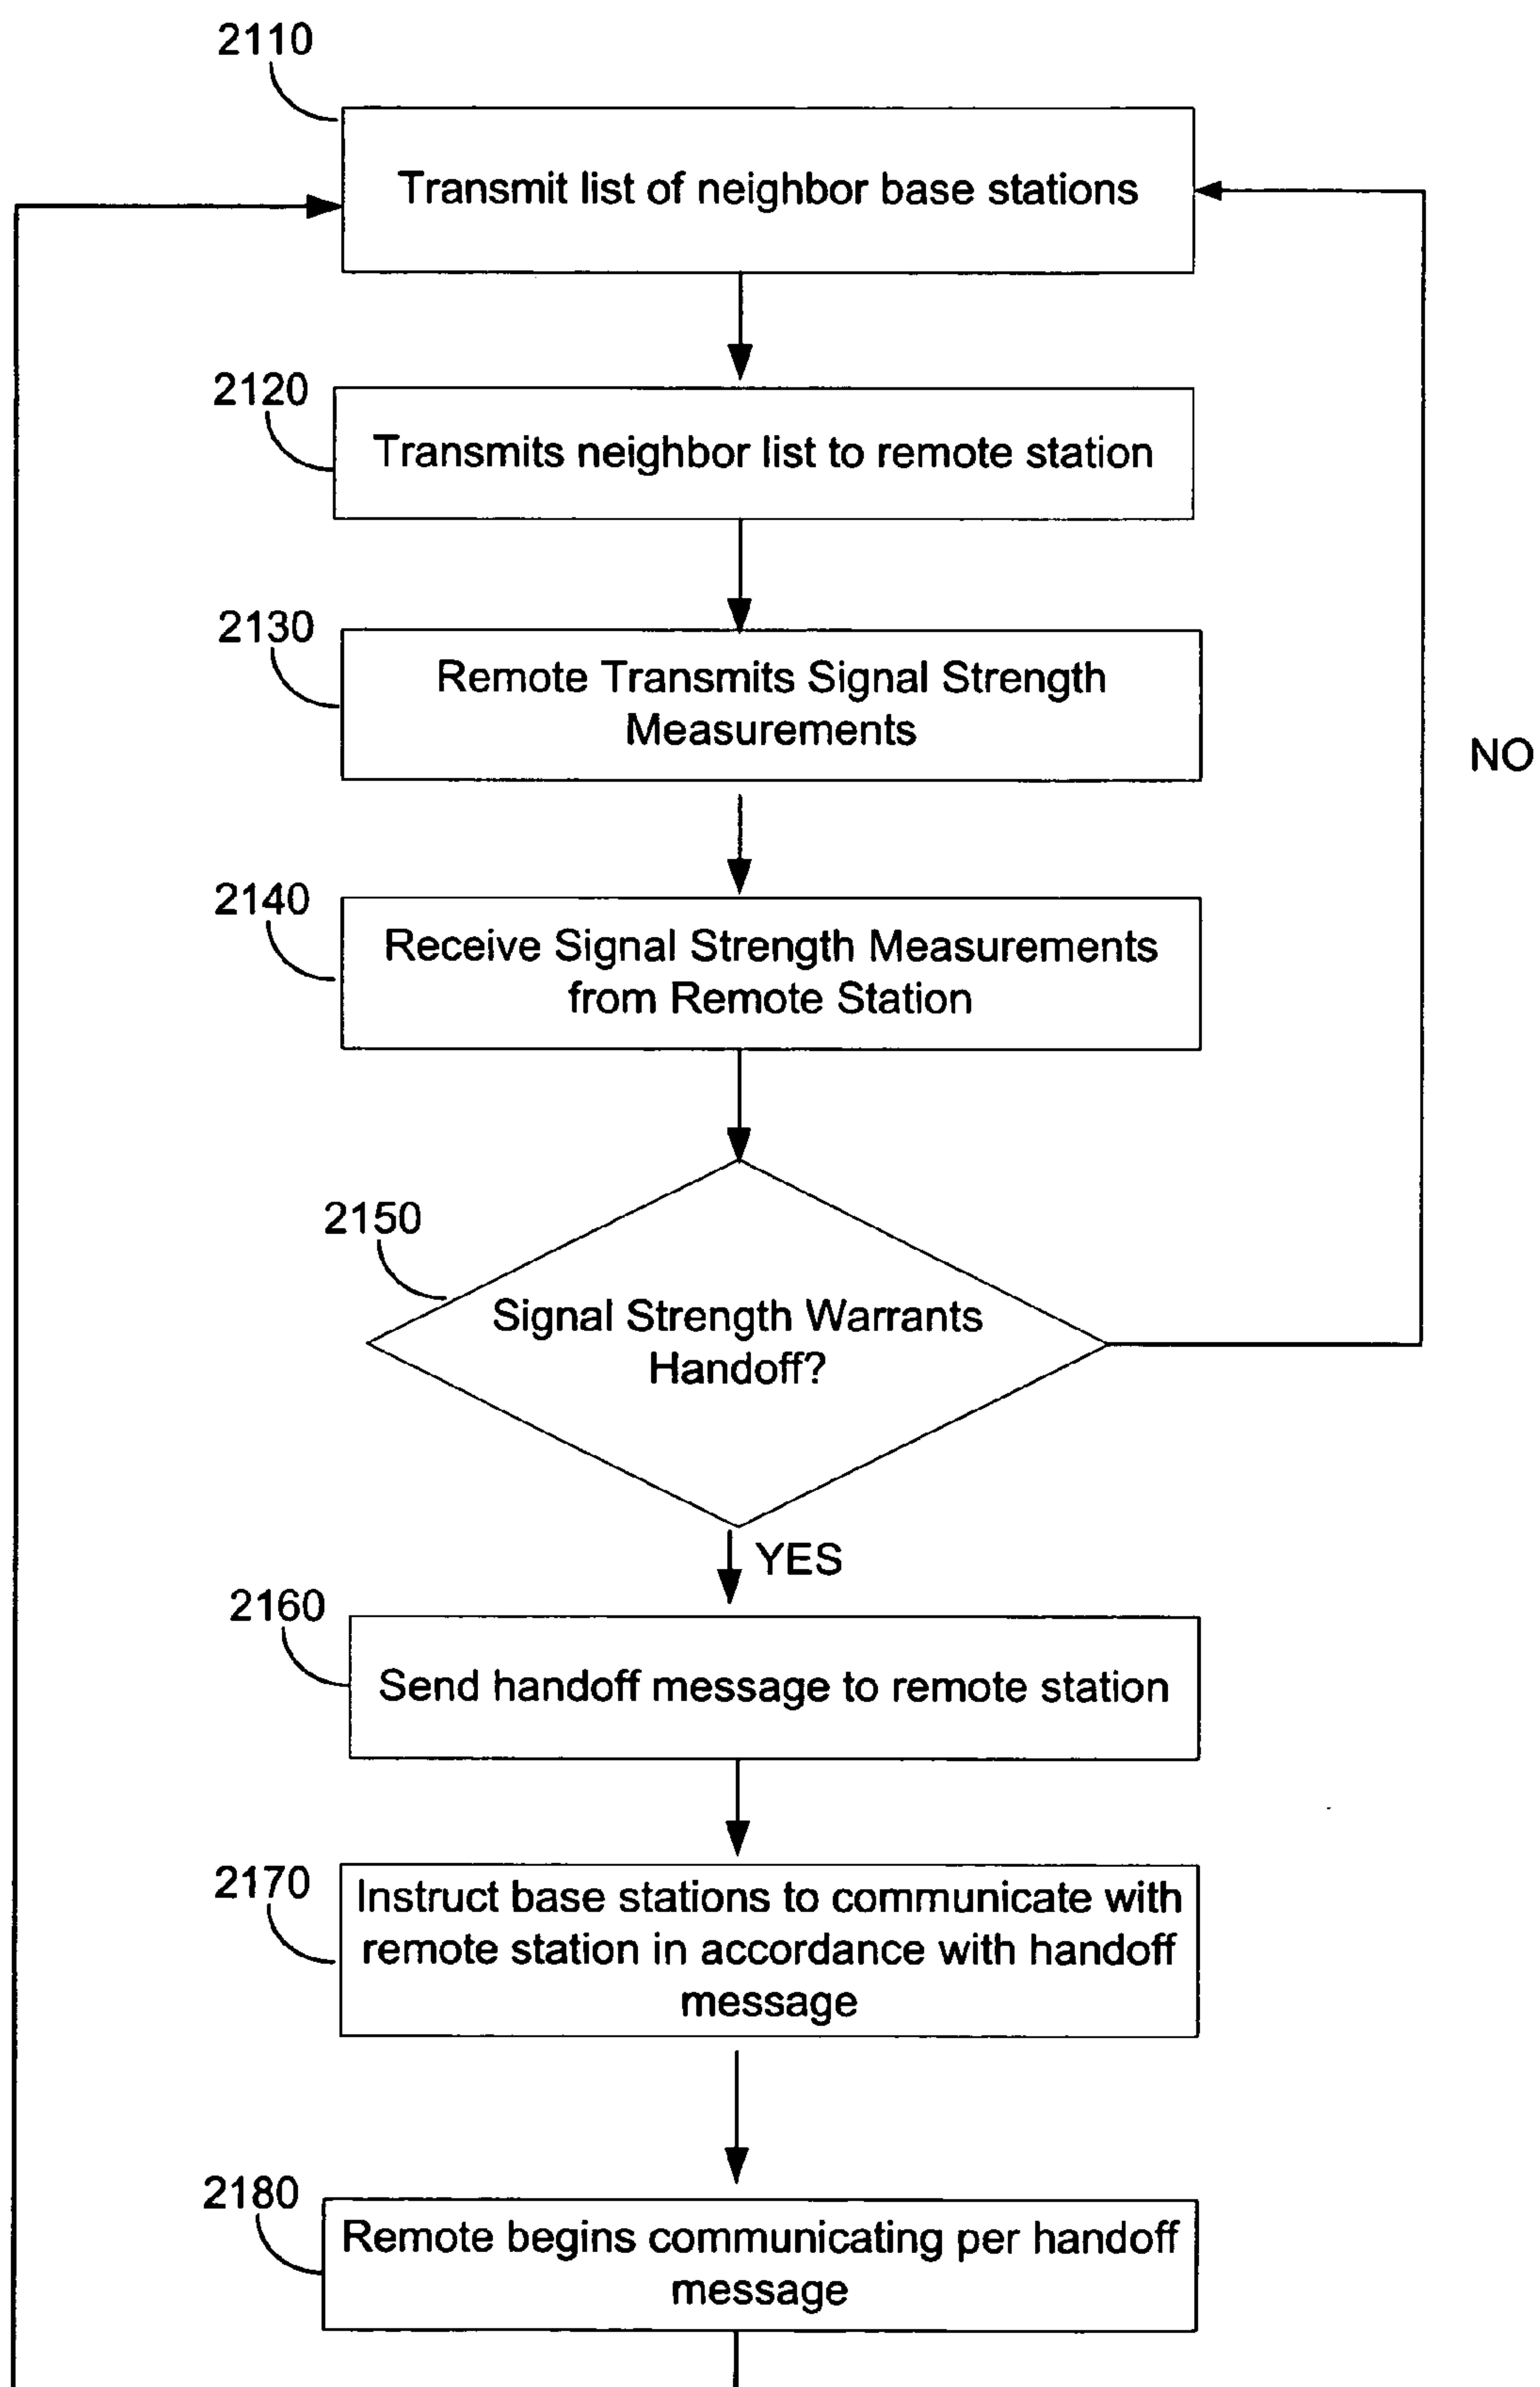 2110
Transmit list of neighbor base stations
2120
Transmits neighbor list to remote station
2130
Remote Transmits Signal Strength
Measurements
NO
2140
Receive Signal Strength Measurements
from Remote Station
2150
Signal Strength Warrants
Handoff?
YES
2160
Send handoff message to remote station
2170
Instruct base stations to communicate with
remote station in accordance with handoff
message
2180
Remote begins communicating per handoff
message